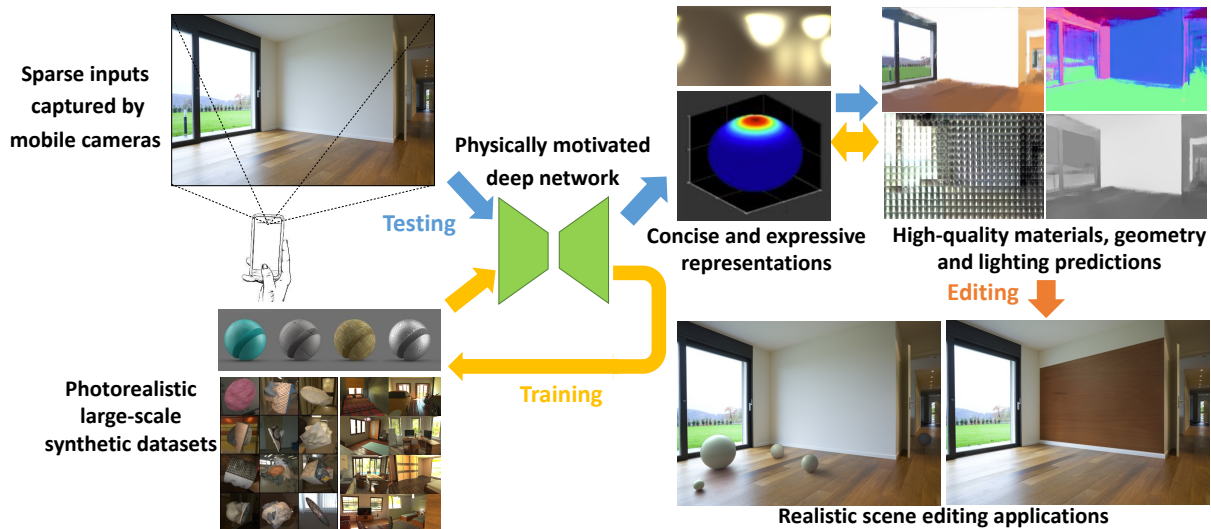 Sparse inputs
captured by
mobile cameras
Physically motivated
deep network
Testing
Concise and expressive
representations
High-quality materials, geometry
and lighting predictions
Editing
Photorealistic
large-scale
synthetic datasets
Training
Realistic scene editing applications